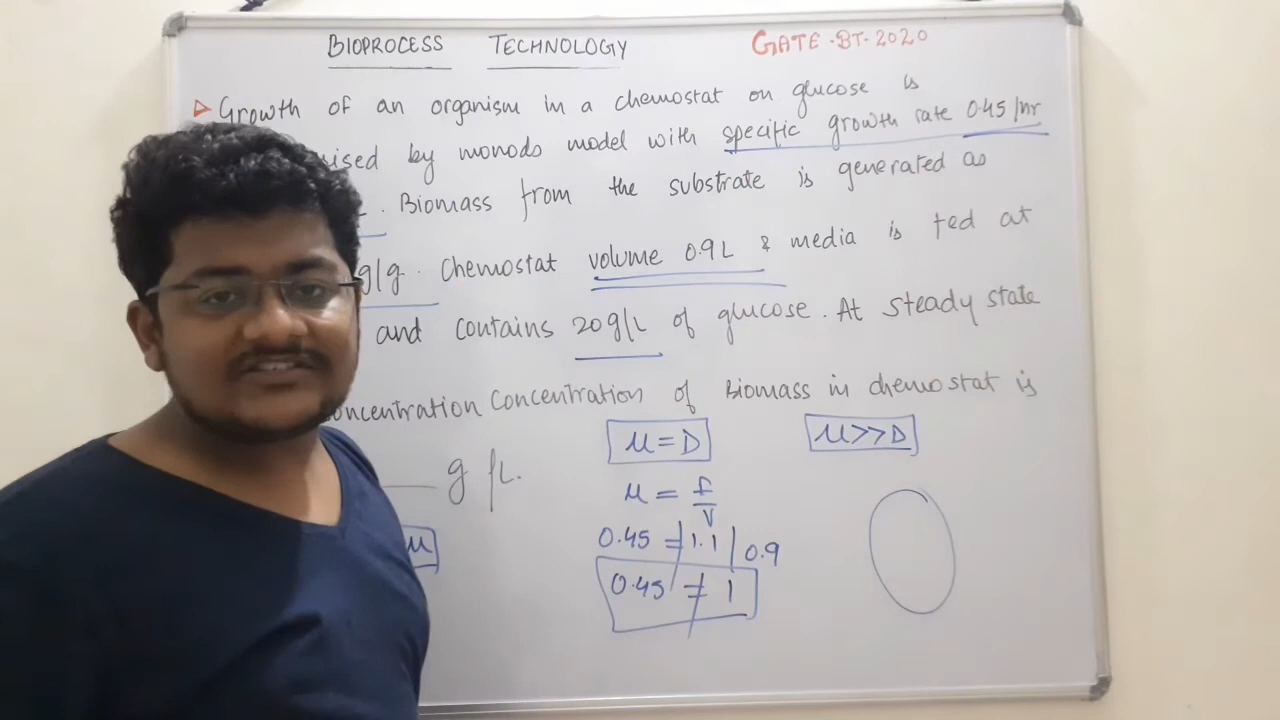 BIOPROCESS TECHNOLOGY GATE-BT-2020
Growth of an organism in a chemostat on glucose is
ised by monods model with specific growth rate 0.45/hr
. Biomass from the substrate is generated as
g/g. Chemostat volume 0.9L & media is fed at
and contains 20g/L of glucose. At steady state
oncentration Concentration of Biomass in chemostat is
g/L.
μ=D
μ>>D
μ = F/V
0.45 = 1.1/0.9
0.45 ≠ 1
μ